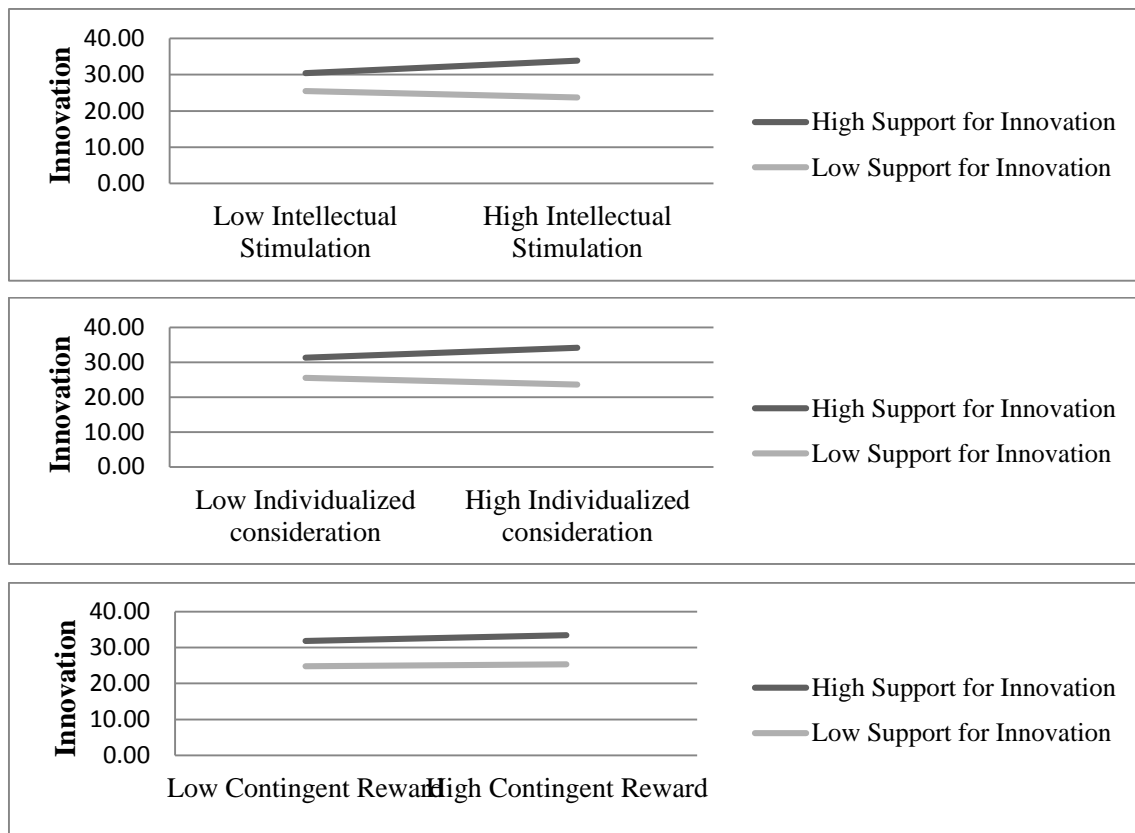 40.00
30.00
20.00
10.00
0.00
Innovation
Low Intellectual
Stimulation
High Intellectual
Stimulation
High Support for Innovation
Low Support for Innovation
40.00
30.00
20.00
10.00
0.00
Innovation
Low Individualized
consideration
High Individualized
consideration
High Support for Innovation
Low Support for Innovation
40.00
30.00
20.00
10.00
0.00
Innovation
Low Contingent Reward
High Contingent Reward
High Support for Innovation
Low Support for Innovation